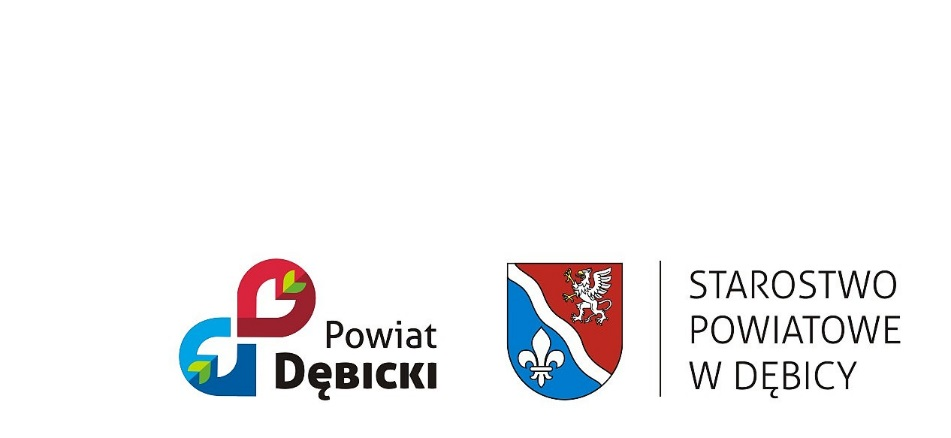 Powiat
DĘBICKI
STAROSTWO
POWIATOWE
W DĘBICY